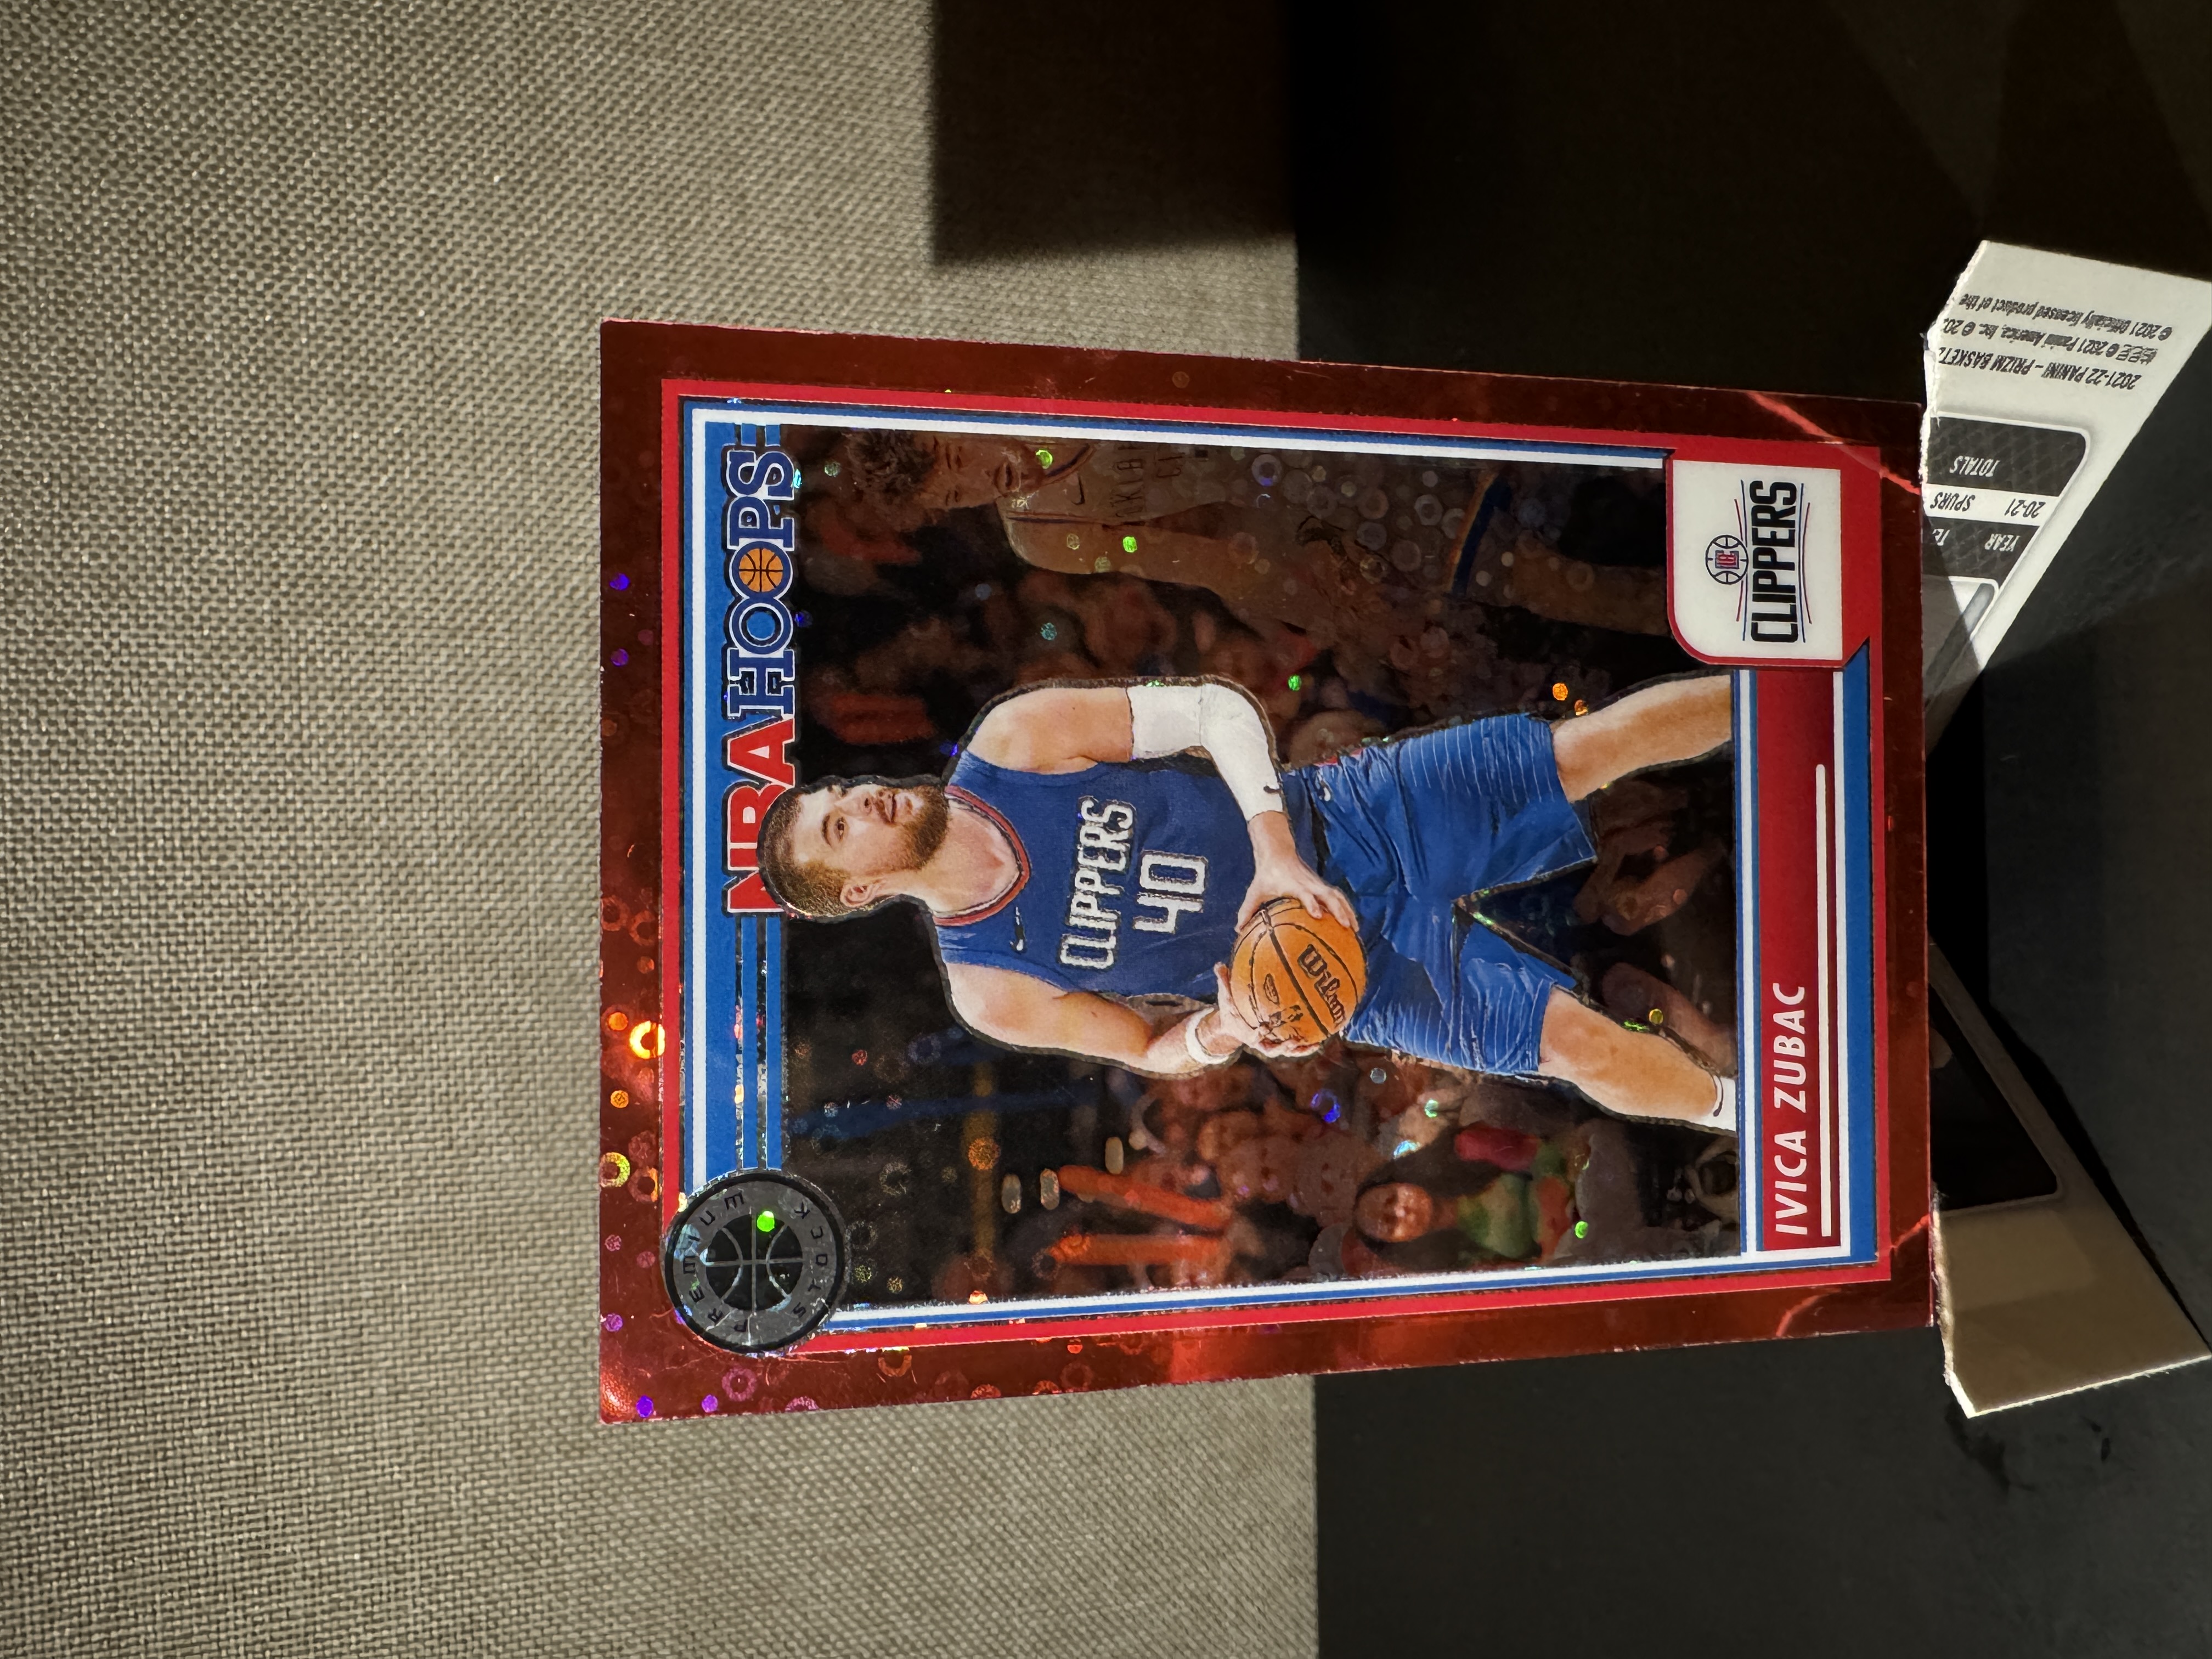 PREMIUM
STOCK
NBA HOOPS
CLIPPERS
40
Wilson
CLIPPERS
IVICA ZUBAC
YEAR
20-21
SPURS
TOTALS
2021-22 PANINI – PRIZM
© 2021 Panini America, Inc. ©
© 2021 Officially licensed product of the